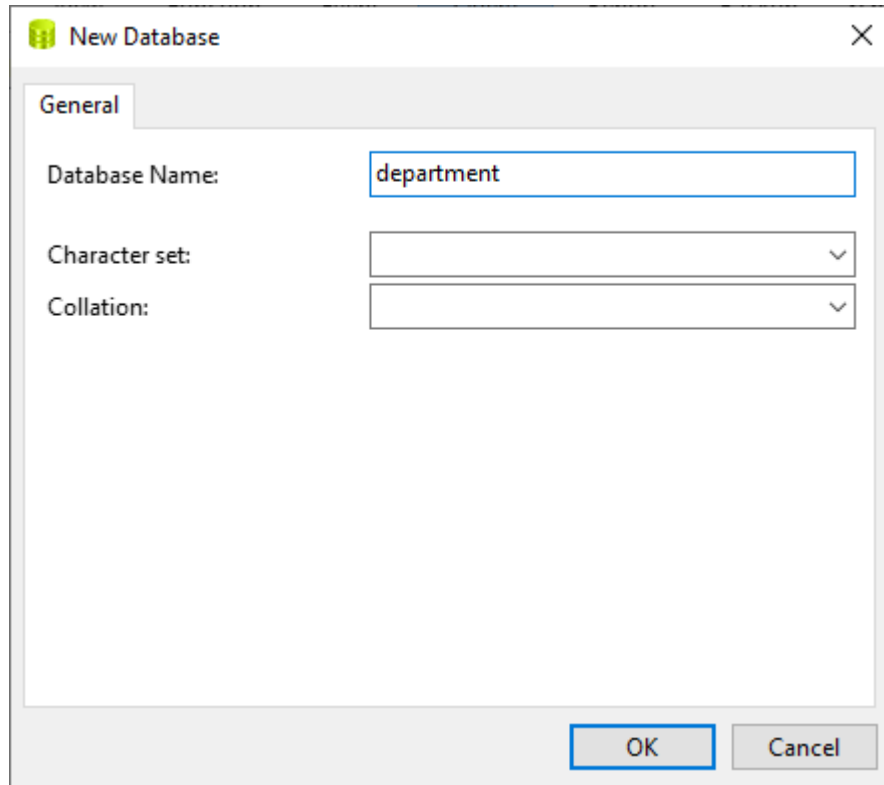 New Database
General
Database Name: department
Character set:
Collation:
OK Cancel